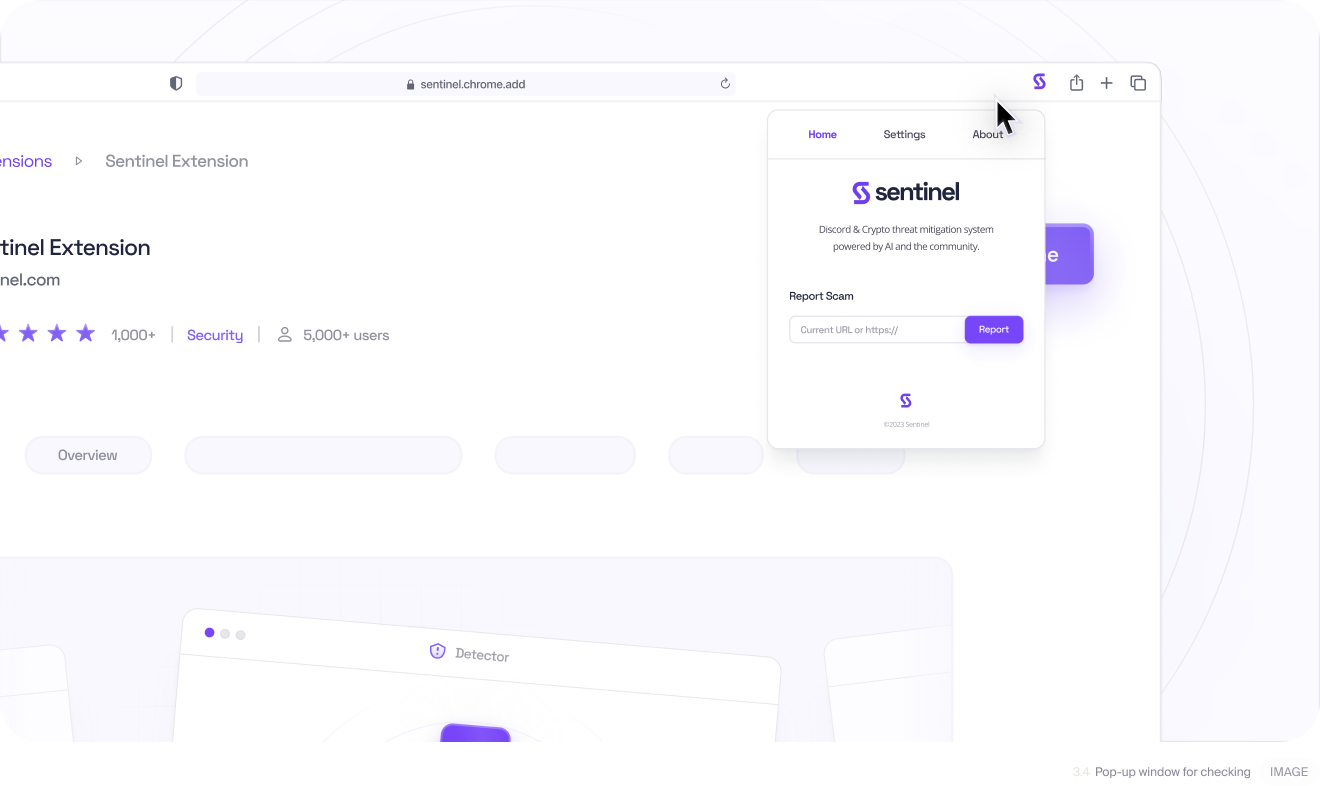 sentinel.chrome.add
ensions
Sentinel Extension
Home
Settings
About
sentinel
Discord & Crypto threat mitigation system
powered by AI and the community.
tinel Extension
nel.com
e
Report Scam
Current URL or https://
Report
1,000+
Security
5,000+ users
©2023 Sentinel
Overview
Detector
3.4 Pop-up window for checking
IMAGE